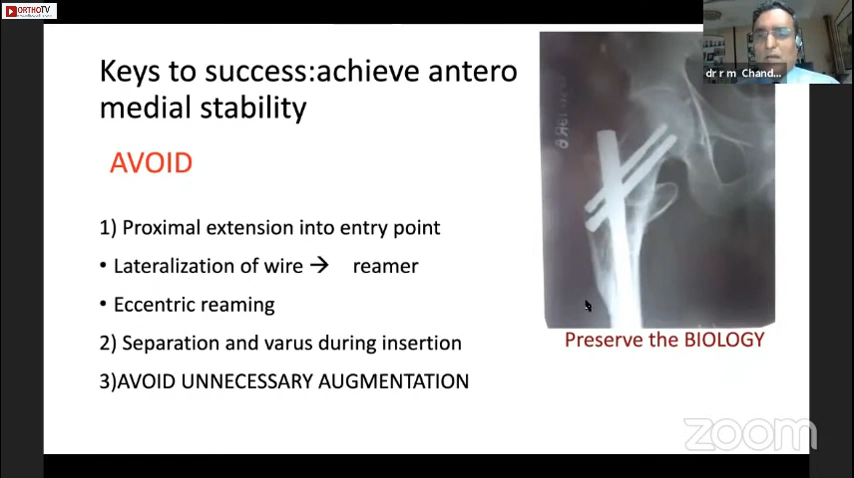 ORTHOTV
dr r m Chand...
Keys to success:achieve antero
medial stability
AVOID
1) Proximal extension into entry point
• Lateralization of wire → reamer
• Eccentric reaming
2) Separation and varus during insertion
3)AVOID UNNECESSARY AUGMENTATION
Preserve the BIOLOGY
zoom